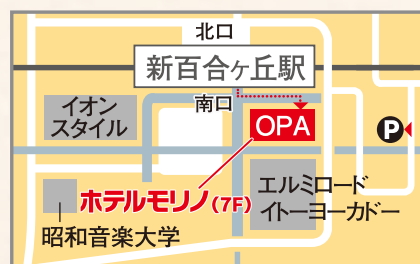 北口
新百合ヶ丘駅
南口
イオン
スタイル
OPA
P
エルミロード
イトーヨーカドー
ホテルモリノ(7F)
昭和音楽大学